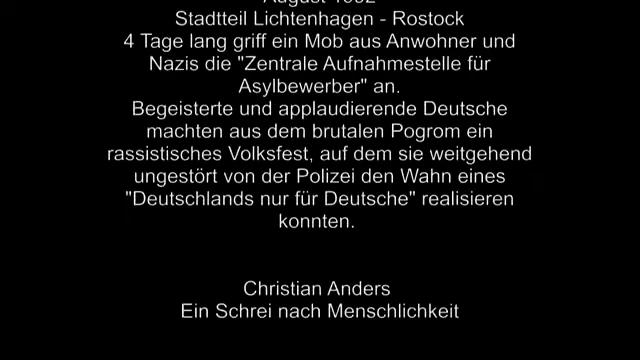 August 1992
Stadtteil Lichtenhagen - Rostock
4 Tage lang griff ein Mob aus Anwohner und
Nazis die "Zentrale Aufnahmestelle für
Asylbewerber" an.
Begeisterte und applaudierende Deutsche
machten aus dem brutalen Pogrom ein
rassistisches Volksfest, auf dem sie weitgehend
ungestört von der Polizei den Wahn eines
"Deutschlands nur für Deutsche" realisieren
konnten.
Christian Anders
Ein Schrei nach Menschlichkeit